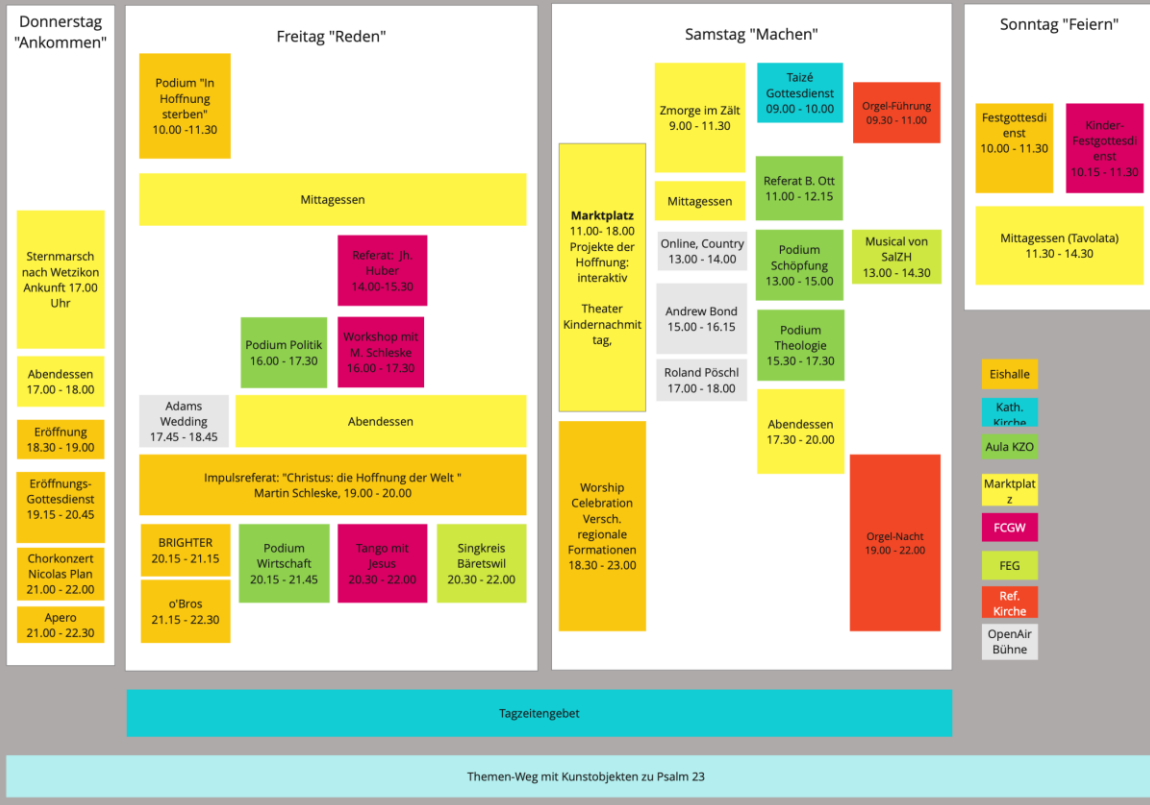 Donnerstag
"Ankommen"
Sternmarsch
nach Wetzikon
Ankunft 17.00
Uhr
Abendessen
17.00 - 18.00
Eröffnung
18.30 - 19.00
Eröffnungs-
Gottesdienst
19.15 - 20.45
Chorkonzert
Nicolas Plan
21.00 - 22.00
Apero
21.00 - 22.30
Freitag "Reden"
Podium "In
Hoffnung
sterben"
10.00 -11.30
Mittagessen
Referat:  Jh.
Huber
14.00-15.30
Podium Politik
16.00 - 17.30
Workshop mit
M. Schleske
16.00 - 17.30
Adams
Wedding
17.45 - 18.45
Abendessen
Impulsreferat: "Christus: die Hoffnung der Welt "
Martin Schleske, 19.00 - 20.00
BRIGHTER
20.15 - 21.15
o'Bros
21.15 - 22.30
Podium
Wirtschaft
20.15 - 21.45
Tango mit
Jesus
20.30 - 22.00
Singkreis
Bäretswil
20.30 - 22.00
Samstag "Machen"
Marktplatz
11.00- 18.00
Projekte der
Hoffnung:
interaktiv
Theater
Kindernachmit
tag,
Worship
Celebration
Versch.
regionale
Formationen
18.30 - 23.00
Zmorge im Zält
9.00 - 11.30
Mittagessen
Online, Country
13.00 - 14.00
Andrew Bond
15.00 - 16.15
Roland Pöschl
17.00 - 18.00
Taizé
Gottesdienst
09.00 - 10.00
Referat B. Ott
11.00 - 12.15
Podium
Schöpfung
13.00 - 15.00
Podium
Theologie
15.30 - 17.30
Abendessen
17.30 - 20.00
Orgel-Führung
09.30 - 11.00
Musical von
SalZH
13.00 - 14.30
Orgel-Nacht
19.00 - 22.00
Sonntag "Feiern"
Festgottesdi
enst
10.00 - 11.30
Kinder-
Festgottesdi
enst
10.15 - 11.30
Mittagessen (Tavolata)
11.30 - 14.30
Eishalle
Kath.
Kirche
Aula KZO
Marktplat
z
FCGW
FEG
Ref.
Kirche
OpenAir
Bühne
Tagzeitengebet
Themen-Weg mit Kunstobjekten zu Psalm 23